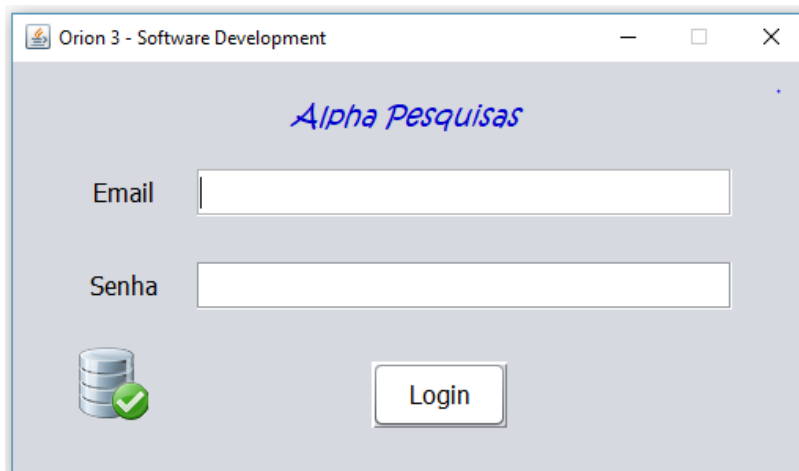 Orion 3 - Software Development
Alpha Pesquisas
Email
Senha
Login